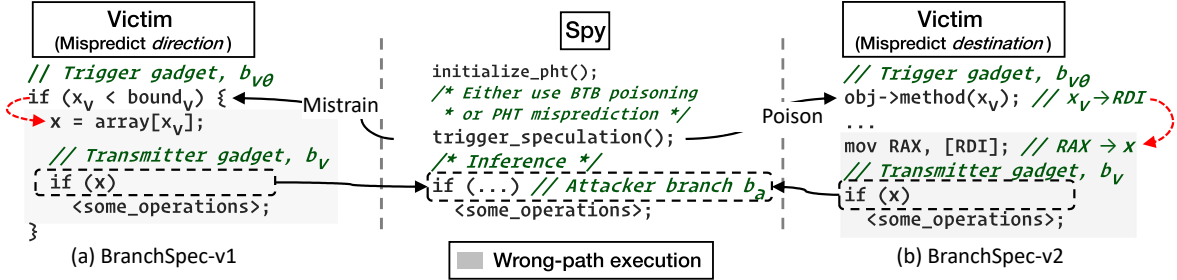 Victim
(Mispredict direction)
// Trigger gadget, bv0
if (xv < boundv) {
x = array[xv];
// Transmitter gadget, bv
if (x)
<some_operations>;
}
(a) BranchSpec-v1
Mistrain
Spy
initialize_pht();
/* Either use BTB poisoning
* or PHT misprediction */
trigger_speculation();
/* Inference */
if (...) // Attacker branch ba
<some_operations>;
Wrong-path execution
Poison
Victim
(Mispredict destination)
// Trigger gadget, bv0
obj->method(xv); // xv→RDI
...
mov RAX, [RDI]; // RAX → x
// Transmitter gadget, bv
if (x)
<some_operations>;
(b) BranchSpec-v2